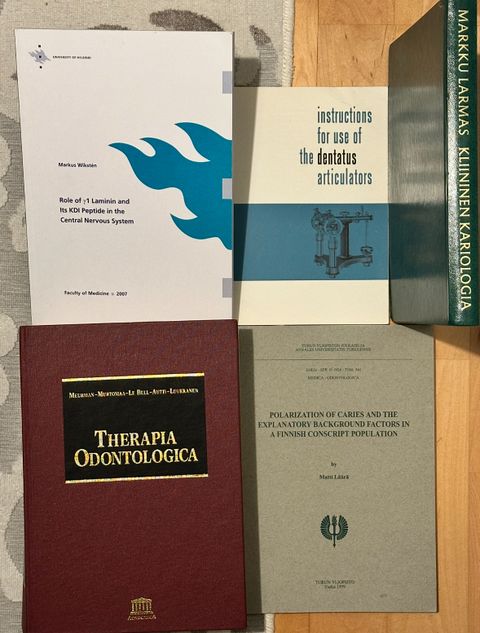 UNIVERSITY OF HELSINKI
Markus Wikstén
Role of γ1 Laminin and
Its KDI Peptide in the
Central Nervous System
Faculty of Medicine 2007
instructions
for use of
the dentatus
articulators
MARKKU LARMAS KLIININEN KARIOLOGIA
MEURMAN-MURTOMAA-LE BELL-AUTTI-LUUKKANEN
THERAPIA
ODONTOLOGICA
ACADEMICA
TURUN YLIOPISTON JULKAISUJA
ANNALES UNIVERSITATIS TURKUENSIS
MEDICA - ODONTOLOGICA
POLARIZATION OF CARIES AND THE
EXPLANATORY BACKGROUND FACTORS IN
A FINNISH CONSCRIPT POPULATION
by
Matti Läärä
TURUN YLIOPISTO
Turku 1999